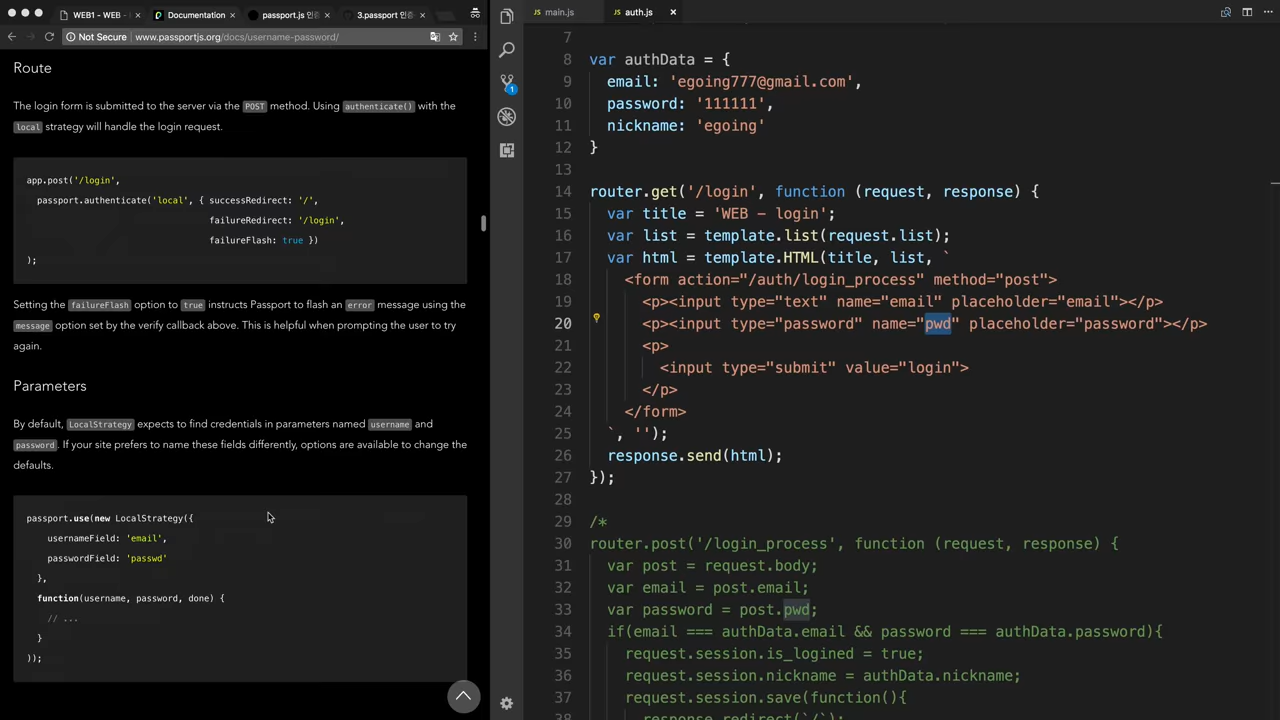 WEB1 - WEB -
Documentation
passport.js 인증
3.passport 인증
Not Secure
www.passportjs.org/docs/username-password/
Route
The login form is submitted to the server via the POST method. Using authenticate() with the
local strategy will handle the login request.
app.post('/login',
passport.authenticate('local', { successRedirect: '/',
failureRedirect: '/login',
failureFlash: true })
);
Setting the failureFlash option to true instructs Passport to flash an error message using the
message option set by the verify callback above. This is helpful when prompting the user to try
again.
Parameters
By default, LocalStrategy expects to find credentials in parameters named username and
password. If your site prefers to name these fields differently, options are available to change the
defaults.
passport.use(new LocalStrategy({
usernameField: 'email',
passwordField: 'passwd'
},
function(username, password, done) {
// ...
}
));
1
main.js
auth.js
7
8 var authData = {
9 email: 'egoing777@gmail.com',
10 password: '111111',
11 nickname: 'egoing'
12 }
13
14 router.get('/login', function (request, response) {
15 var title = 'WEB - login';
16 var list = template.list(request.list);
17 var html = template.HTML(title, list, `
18 <form action="/auth/login_process" method="post">
19 <p><input type="text" name="email" placeholder="email"></p>
20 <p><input type="password" name="pwd" placeholder="password"></p>
21 <p>
22 <input type="submit" value="login">
23 </p>
24 </form>
25 `, '');
26 response.send(html);
27 });
28
29 /*
30 router.post('/login_process', function (request, response) {
31 var post = request.body;
32 var email = post.email;
33 var password = post.pwd;
34 if(email === authData.email && password === authData.password){
35 request.session.is_logined = true;
36 request.session.nickname = authData.nickname;
37 request.session.save(function(){
38 response.redirect(`/`);